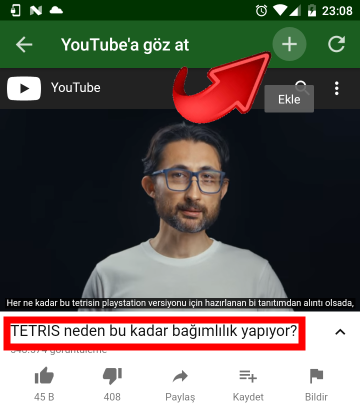 23:08
YouTube'a göz at
YouTube
Ekle
Her ne kadar bu tetrisin playstation versiyonu için hazırlanan bi tanıtımdan alıntı olsada,
TETRIS neden bu kadar bağımlılık yapıyor?
görüntüleme
45 B
408
Paylaş
Kaydet
Bildir